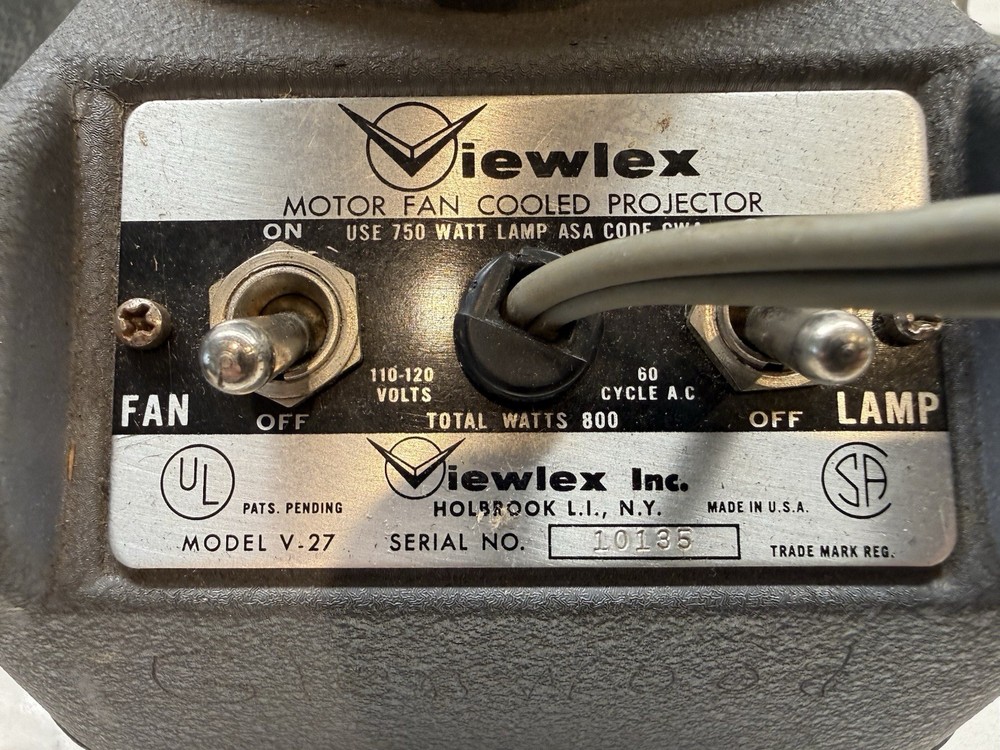 Viewlex
MOTOR FAN COOLED PROJECTOR
ON USE 750 WATT LAMP ASA CODE
110-120
VOLTS
60
CYCLE A.C.
FAN OFF TOTAL WATTS 800 OFF LAMP
UL PATS. PENDING
Viewlex Inc.
HOLBROOK L.I., N.Y. MADE IN U.S.A.
SA
MODEL V-27 SERIAL NO. 10135 TRADE MARK REG.